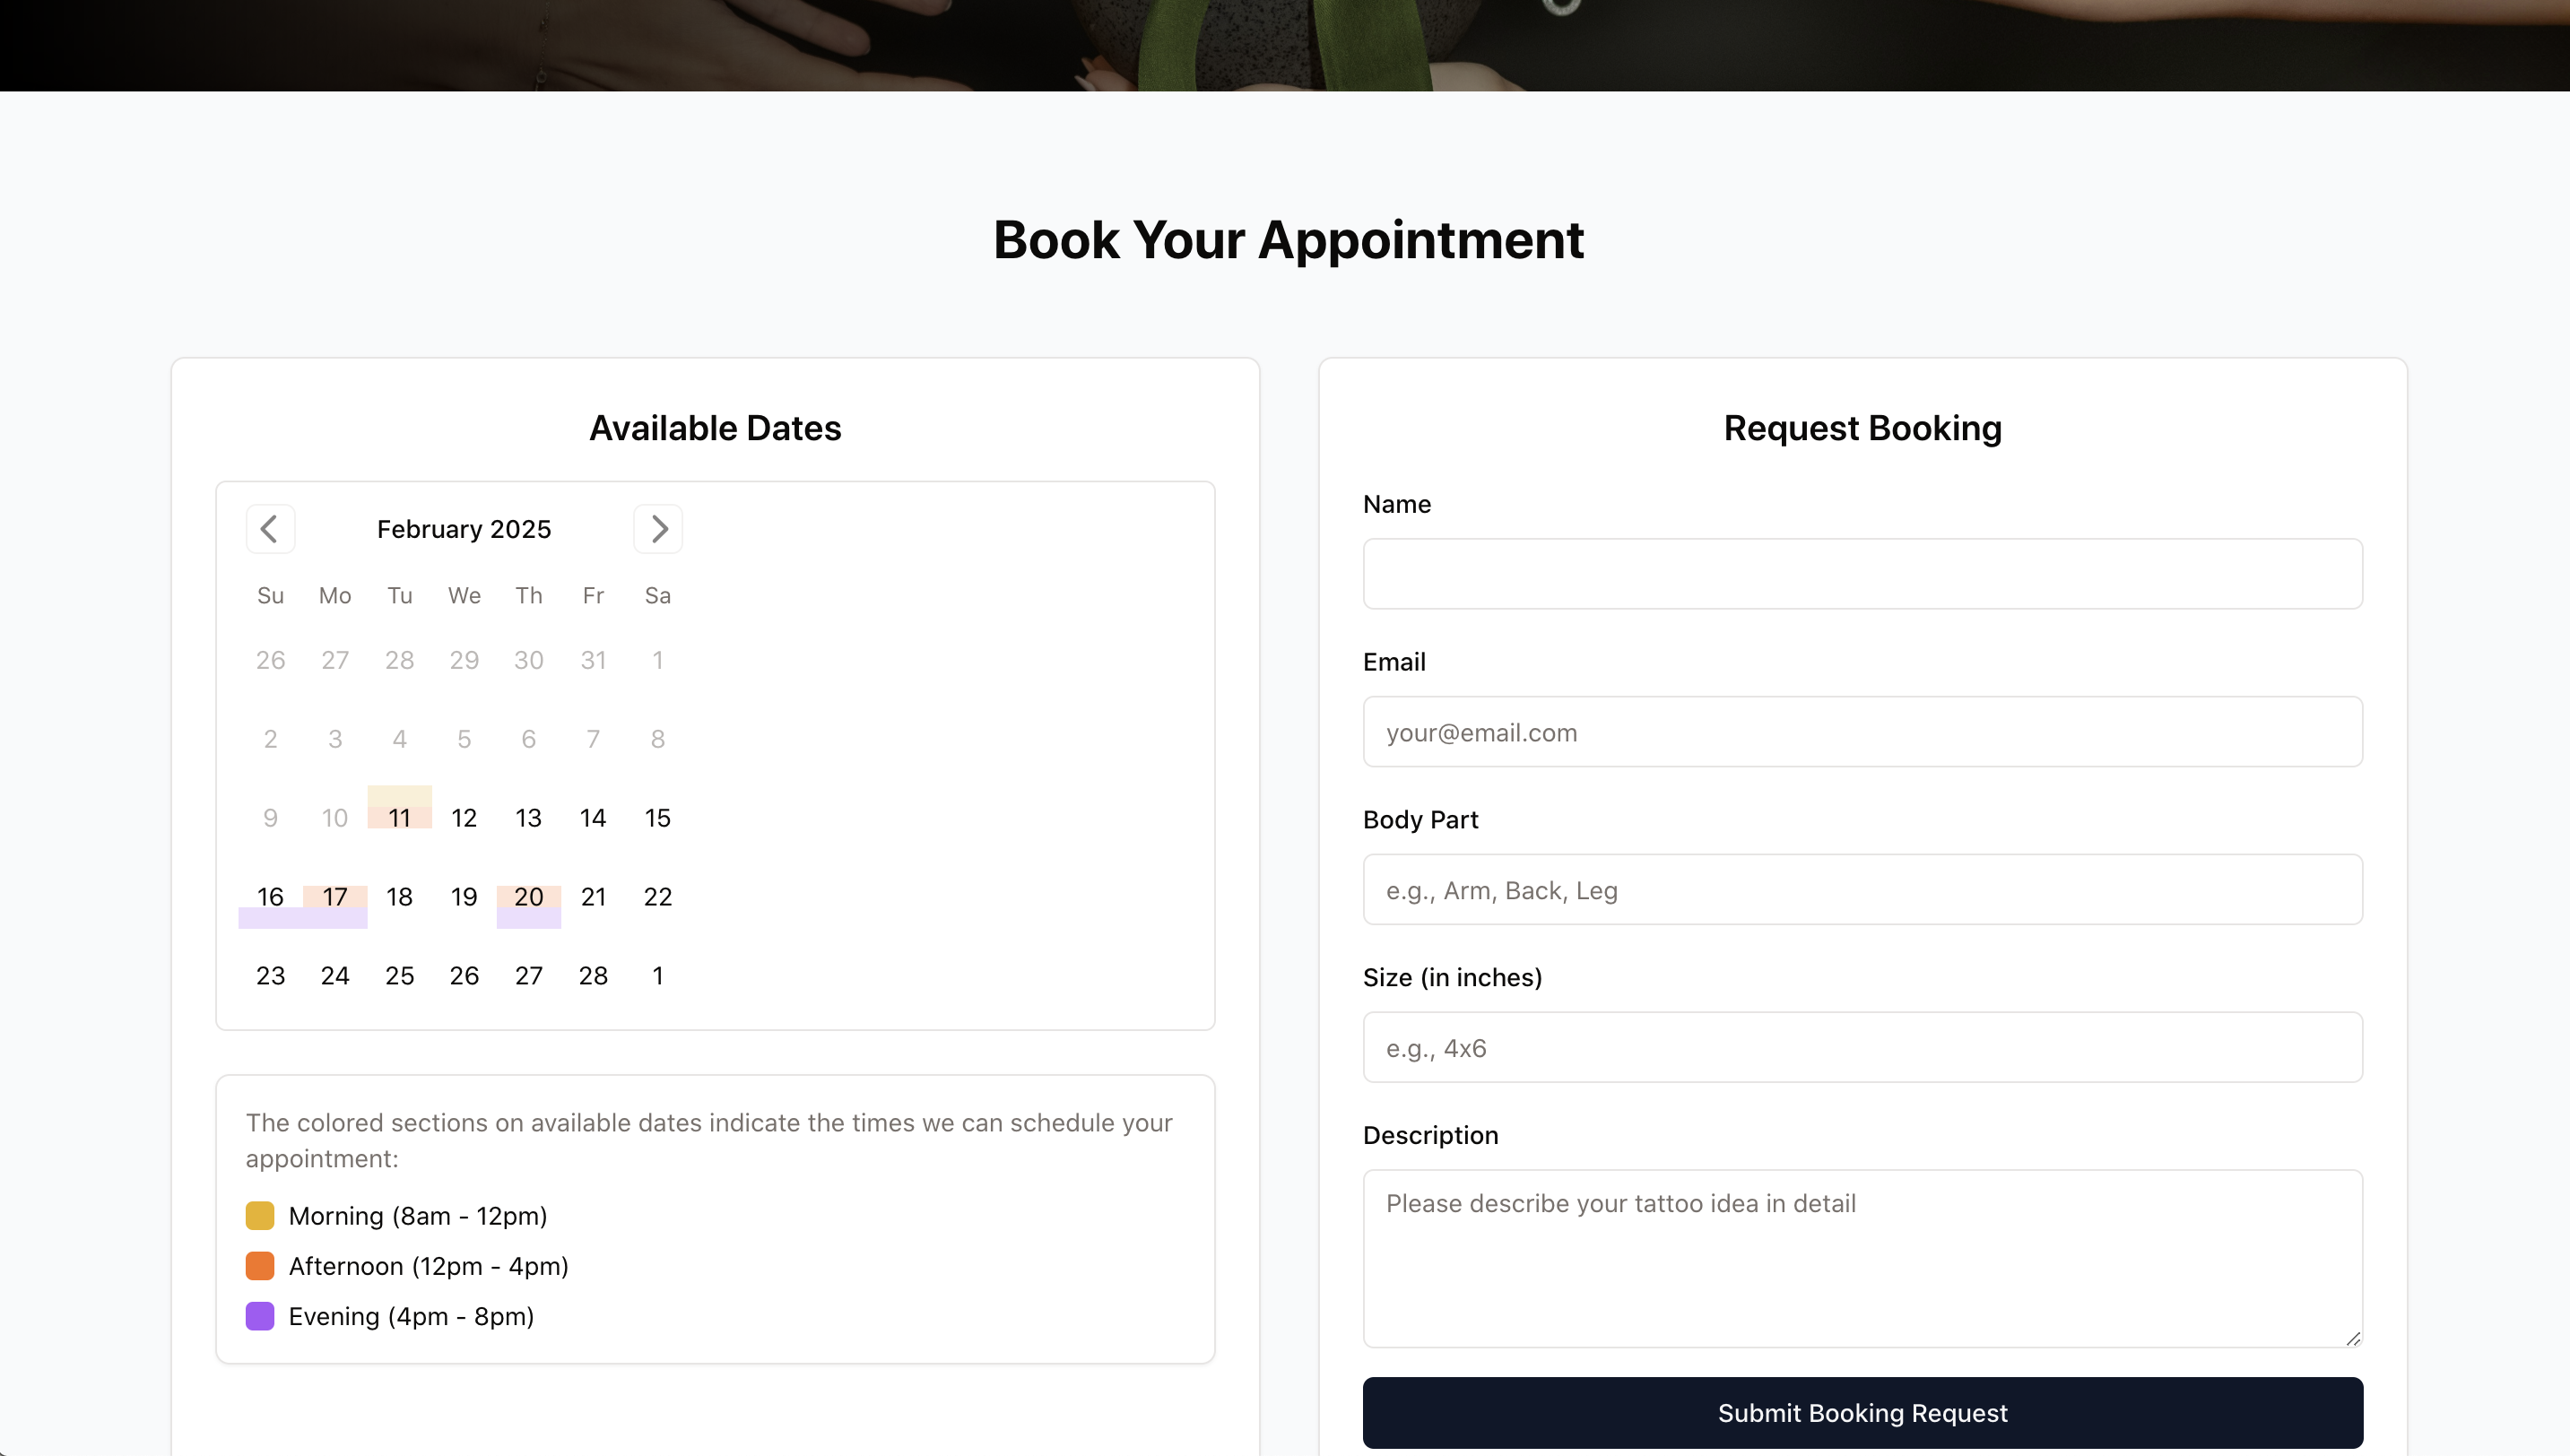 Book Your Appointment
Available Dates
February 2025
Su Mo Tu We Th Fr Sa
26 27 28 29 30 31 1
2 3 4 5 6 7 8
9 10 11 12 13 14 15
16 17 18 19 20 21 22
23 24 25 26 27 28 1
The colored sections on available dates indicate the times we can schedule your
appointment:
Morning (8am - 12pm)
Afternoon (12pm - 4pm)
Evening (4pm - 8pm)
Request Booking
Name
Email
your@email.com
Body Part
e.g., Arm, Back, Leg
Size (in inches)
e.g., 4x6
Description
Please describe your tattoo idea in detail
Submit Booking Request